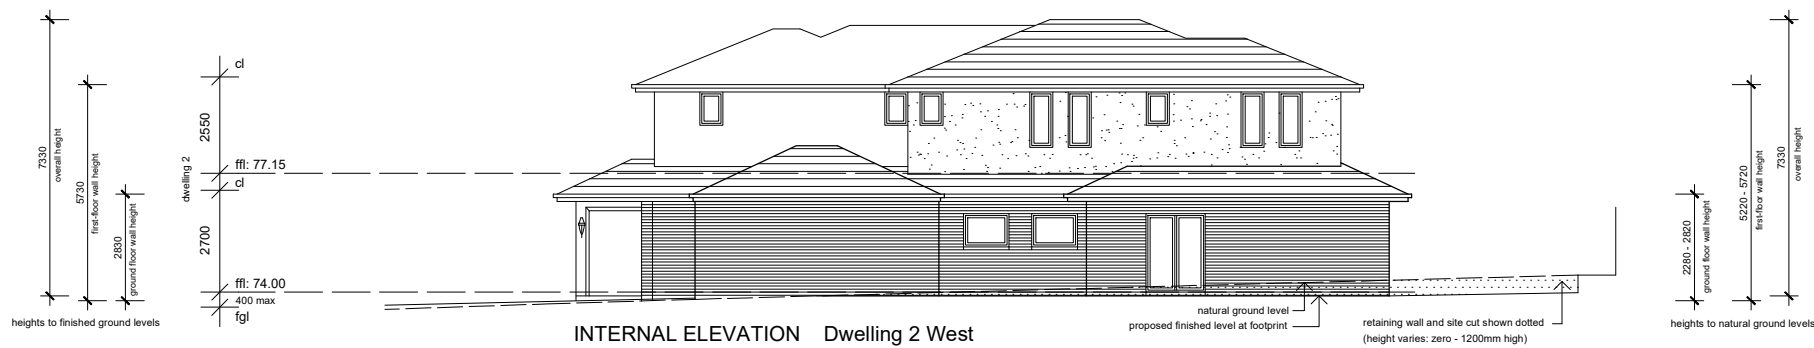 7330
overall height
5730
first-floor wall height
2830
ground floor wall height
heights to finished ground levels
dwelling 2
cl
2550
ffl: 77.15
cl
2700
ffl: 74.00
400 max
fgl
INTERNAL ELEVATION Dwelling 2 West
natural ground level
proposed finished level at footprint
retaining wall and site cut shown dotted
(height varies: zero - 1200mm high)
2280 - 2820
ground floor wall height
5220 - 5720
first-floor wall height
7330
overall height
heights to natural ground levels